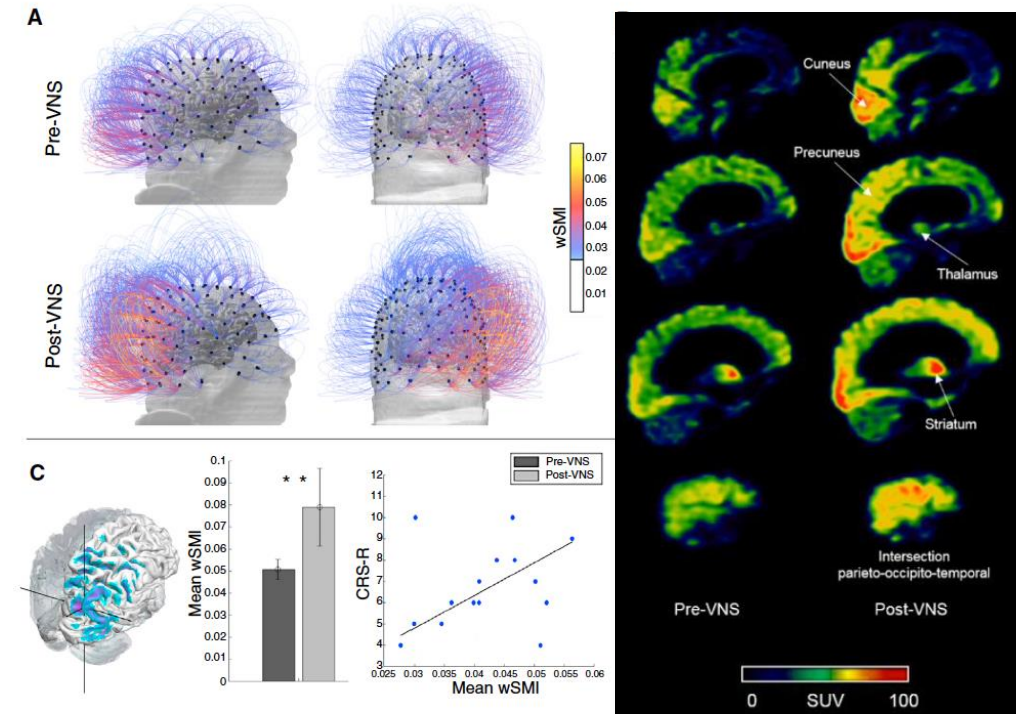 A
Pre-VNS
Post-VNS
wSMI
0.07
0.06
0.05
0.04
0.03
0.02
0.01
C
Mean wSMI
0.1
0.09
0.08
0.07
0.06
0.05
0.04
0.03
0.02
0.01
0
* *
Pre-VNS
Post-VNS
CRS-R
12
11
10
9
8
7
6
5
4
3
0.025 0.03 0.035 0.04 0.045 0.05 0.055 0.06
Mean wSMI
Cuneus
Precuneus
Thalamus
Striatum
Intersection
parieto-occipito-temporal
Pre-VNS
Post-VNS
0 SUV 100